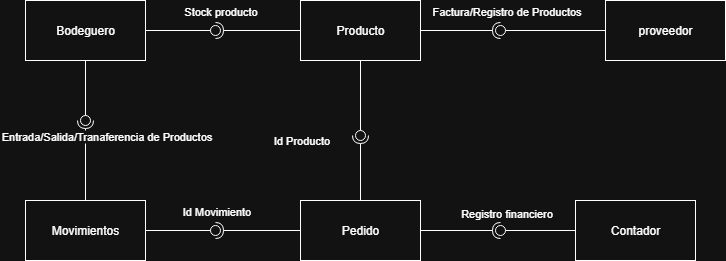 Stock producto
Factura/Registro de Productos
Bodeguero
Producto
proveedor
Entrada/Salida/Tranaferencia de Productos
Id Producto
Id Movimiento
Registro financiero
Movimientos
Pedido
Contador